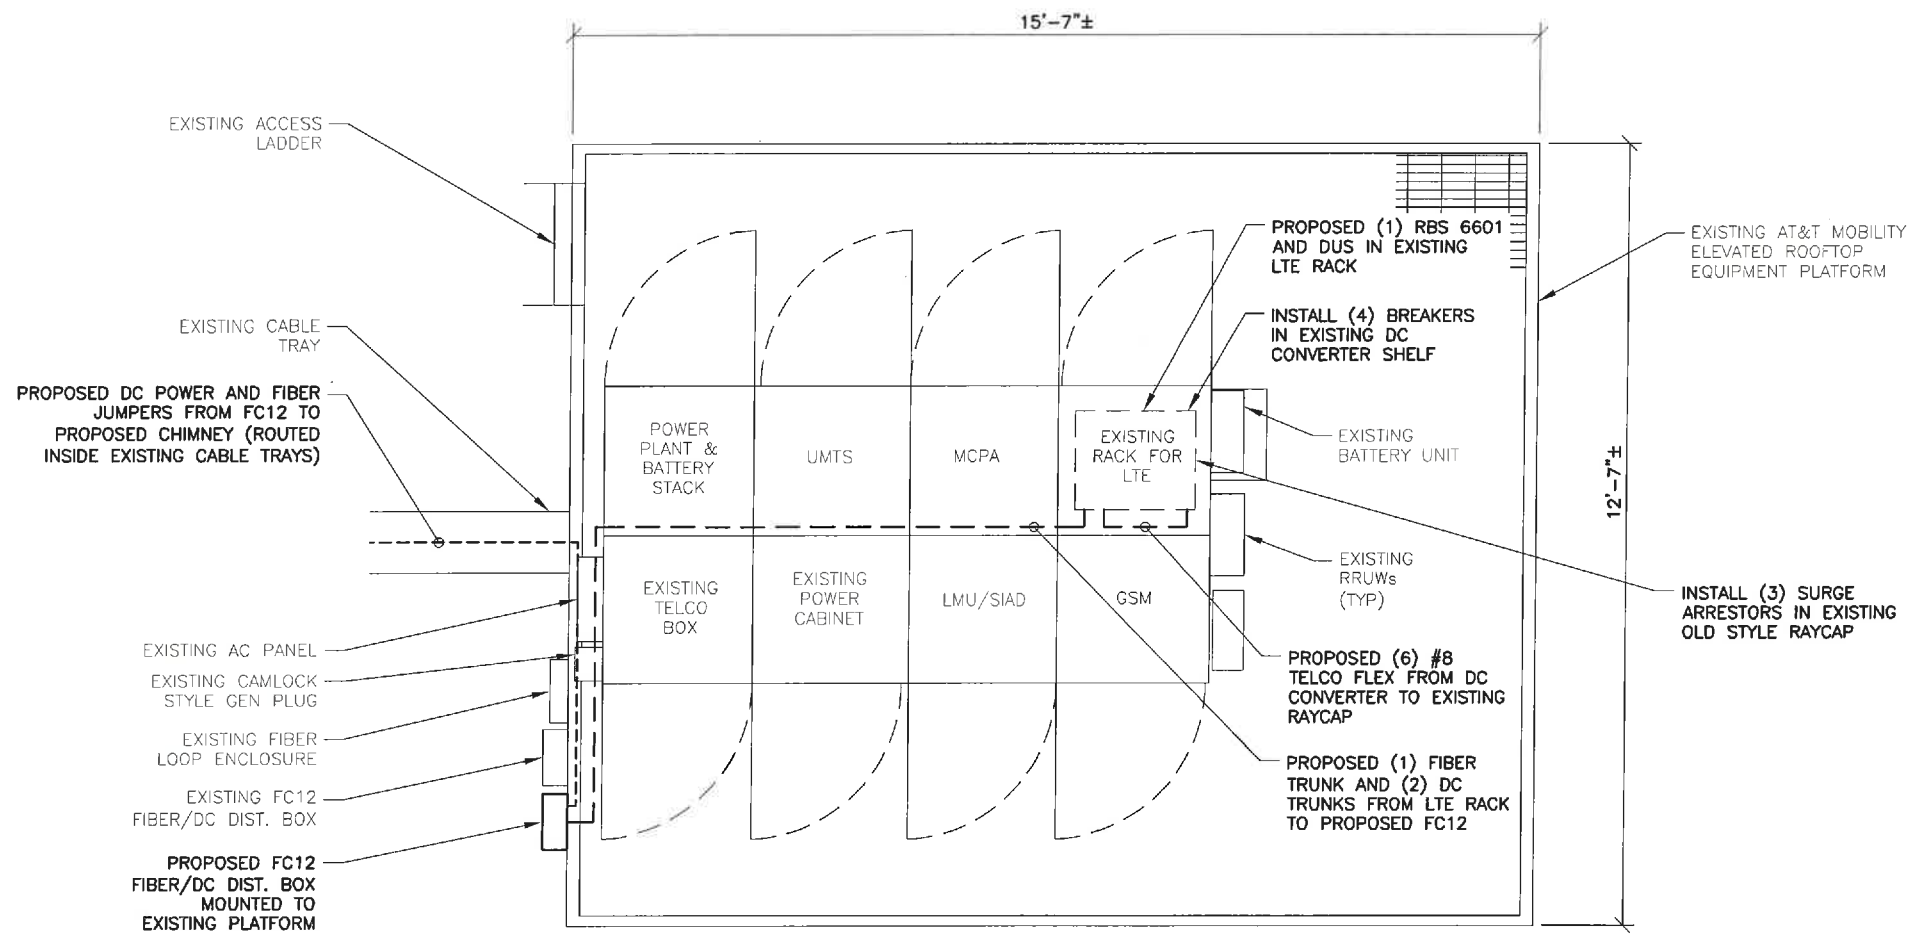 15'-7"±
EXISTING ACCESS
LADDER
EXISTING CABLE
TRAY
PROPOSED DC POWER AND FIBER
JUMPERS FROM FC12 TO
PROPOSED CHIMNEY (ROUTED
INSIDE EXISTING CABLE TRAYS)
EXISTING AC PANEL
EXISTING CAMLOCK
STYLE GEN PLUG
EXISTING FIBER
LOOP ENCLOSURE
EXISTING FC12
FIBER/DC DIST. BOX
PROPOSED FC12
FIBER/DC DIST. BOX
MOUNTED TO
EXISTING PLATFORM
POWER
PLANT &
BATTERY
STACK
UMTS
MCPA
EXISTING
RACK FOR
LTE
EXISTING
TELCO
BOX
EXISTING
POWER
CABINET
LMU/SIAD
GSM
PROPOSED (1) RBS 6601
AND DUS IN EXISTING
LTE RACK
INSTALL (4) BREAKERS
IN EXISTING DC
CONVERTER SHELF
EXISTING
BATTERY UNIT
EXISTING
RRUWs
(TYP)
PROPOSED (6) #8
TELCO FLEX FROM DC
CONVERTER TO EXISTING
RAYCAP
PROPOSED (1) FIBER
TRUNK AND (2) DC
TRUNKS FROM LTE RACK
TO PROPOSED FC12
12'-7"±
EXISTING AT&T MOBILITY
ELEVATED ROOFTOP
EQUIPMENT PLATFORM
INSTALL (3) SURGE
ARRESTORS IN EXISTING
OLD STYLE RAYCAP